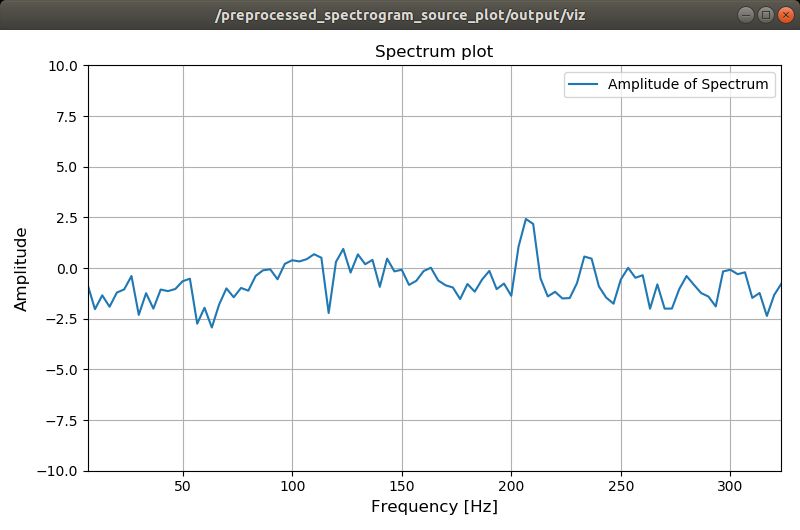 /preprocessed_spectrogram_source_plot/output/viz
Spectrum plot
Amplitude of Spectrum
10.0
7.5
5.0
2.5
0.0
−2.5
−5.0
−7.5
−10.0
Amplitude
50 100 150 200 250 300
Frequency [Hz]